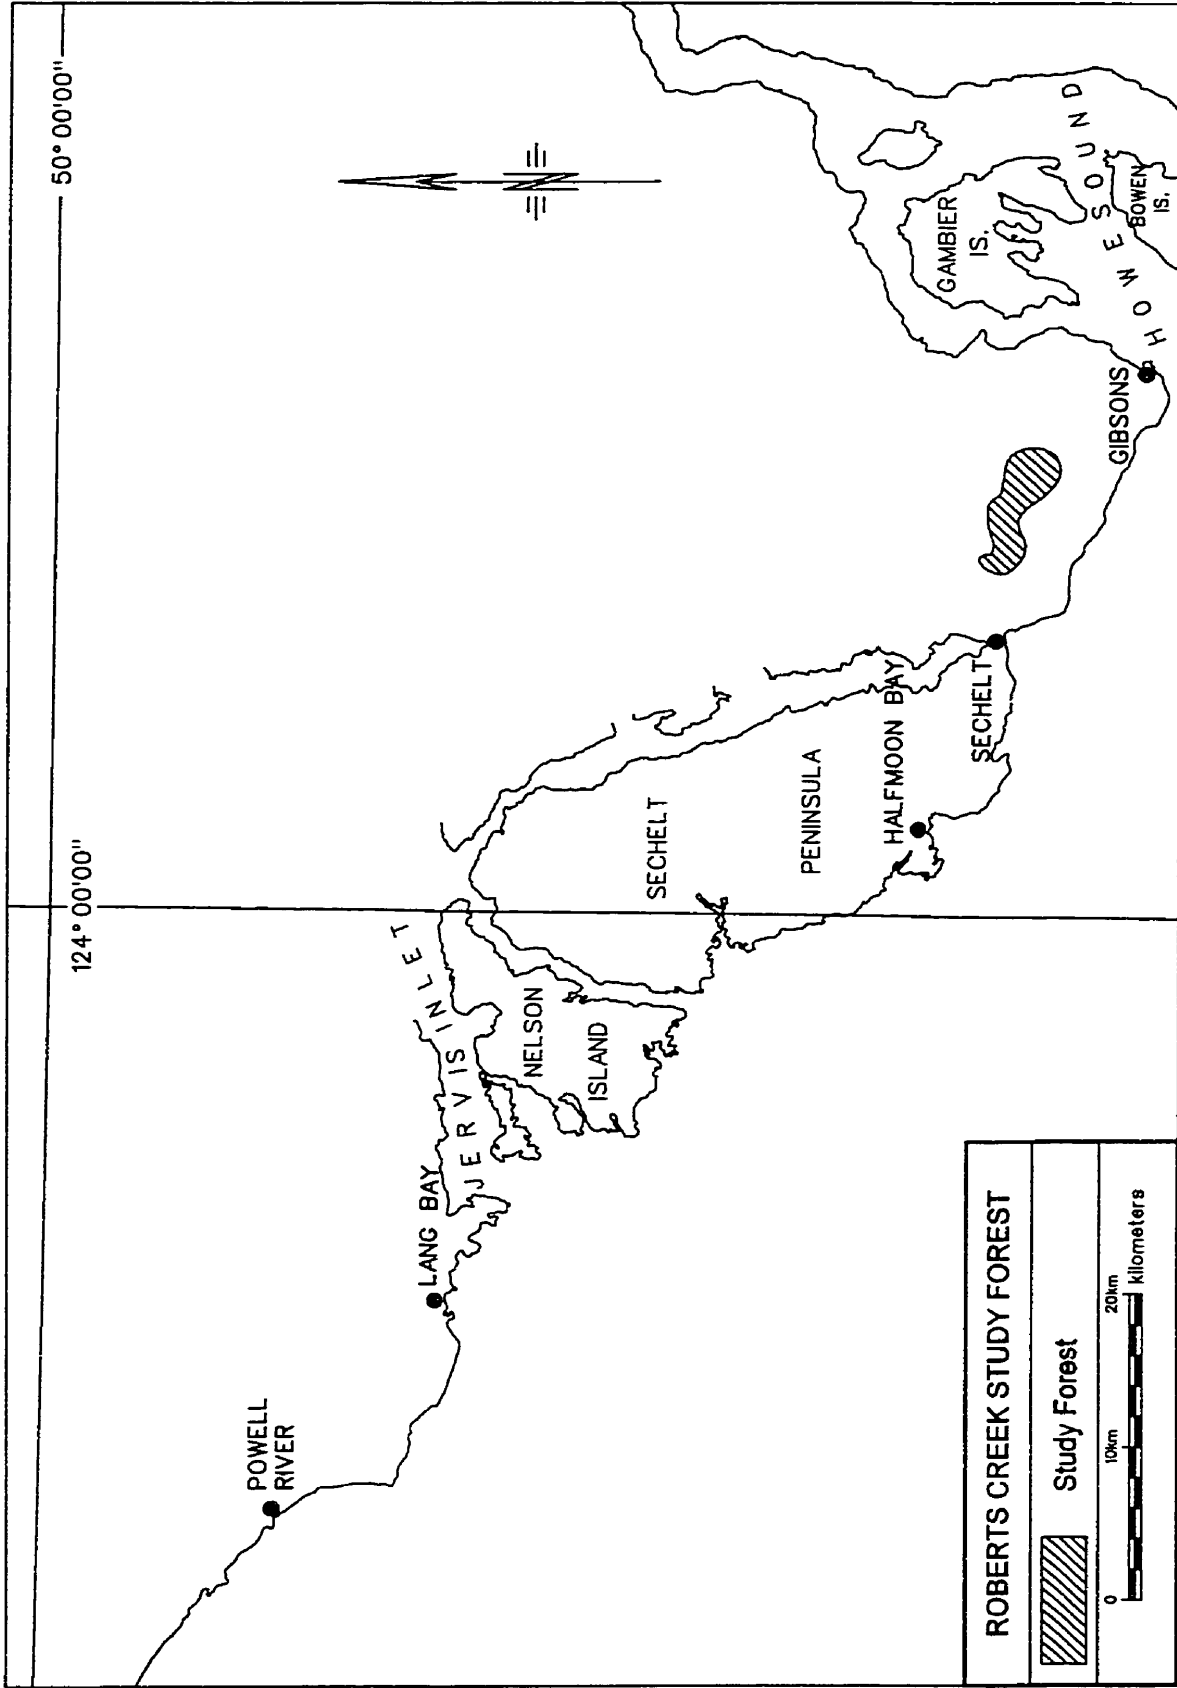 50° 00'00"
124° 00'00"
POWELL
RIVER
LANG BAY
JERVIS INLET
NELSON
ISLAND
SECHELT
PENINSULA
HALFMOON BAY
SECHELT
GIBSONS
GAMBIER
IS.
HOWE SOUND
BOWEN
IS.
N
ROBERTS CREEK STUDY FOREST
Study Forest
0 10km 20km
kilometers